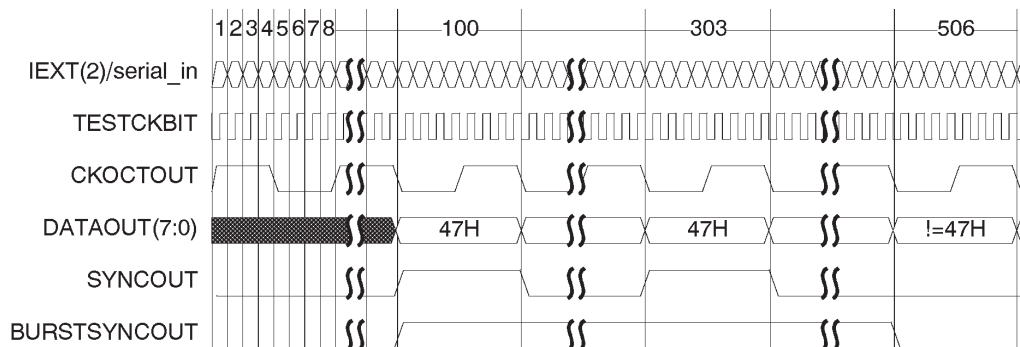 1 2 3 4 5 6 7 8 100 303 506
IEXT(2)/serial_in
TESTCKBIT
CKOCTOUT
DATAOUT(7:0) 47H 47H !=47H
SYNCOUT
BURSTSYNCOUT